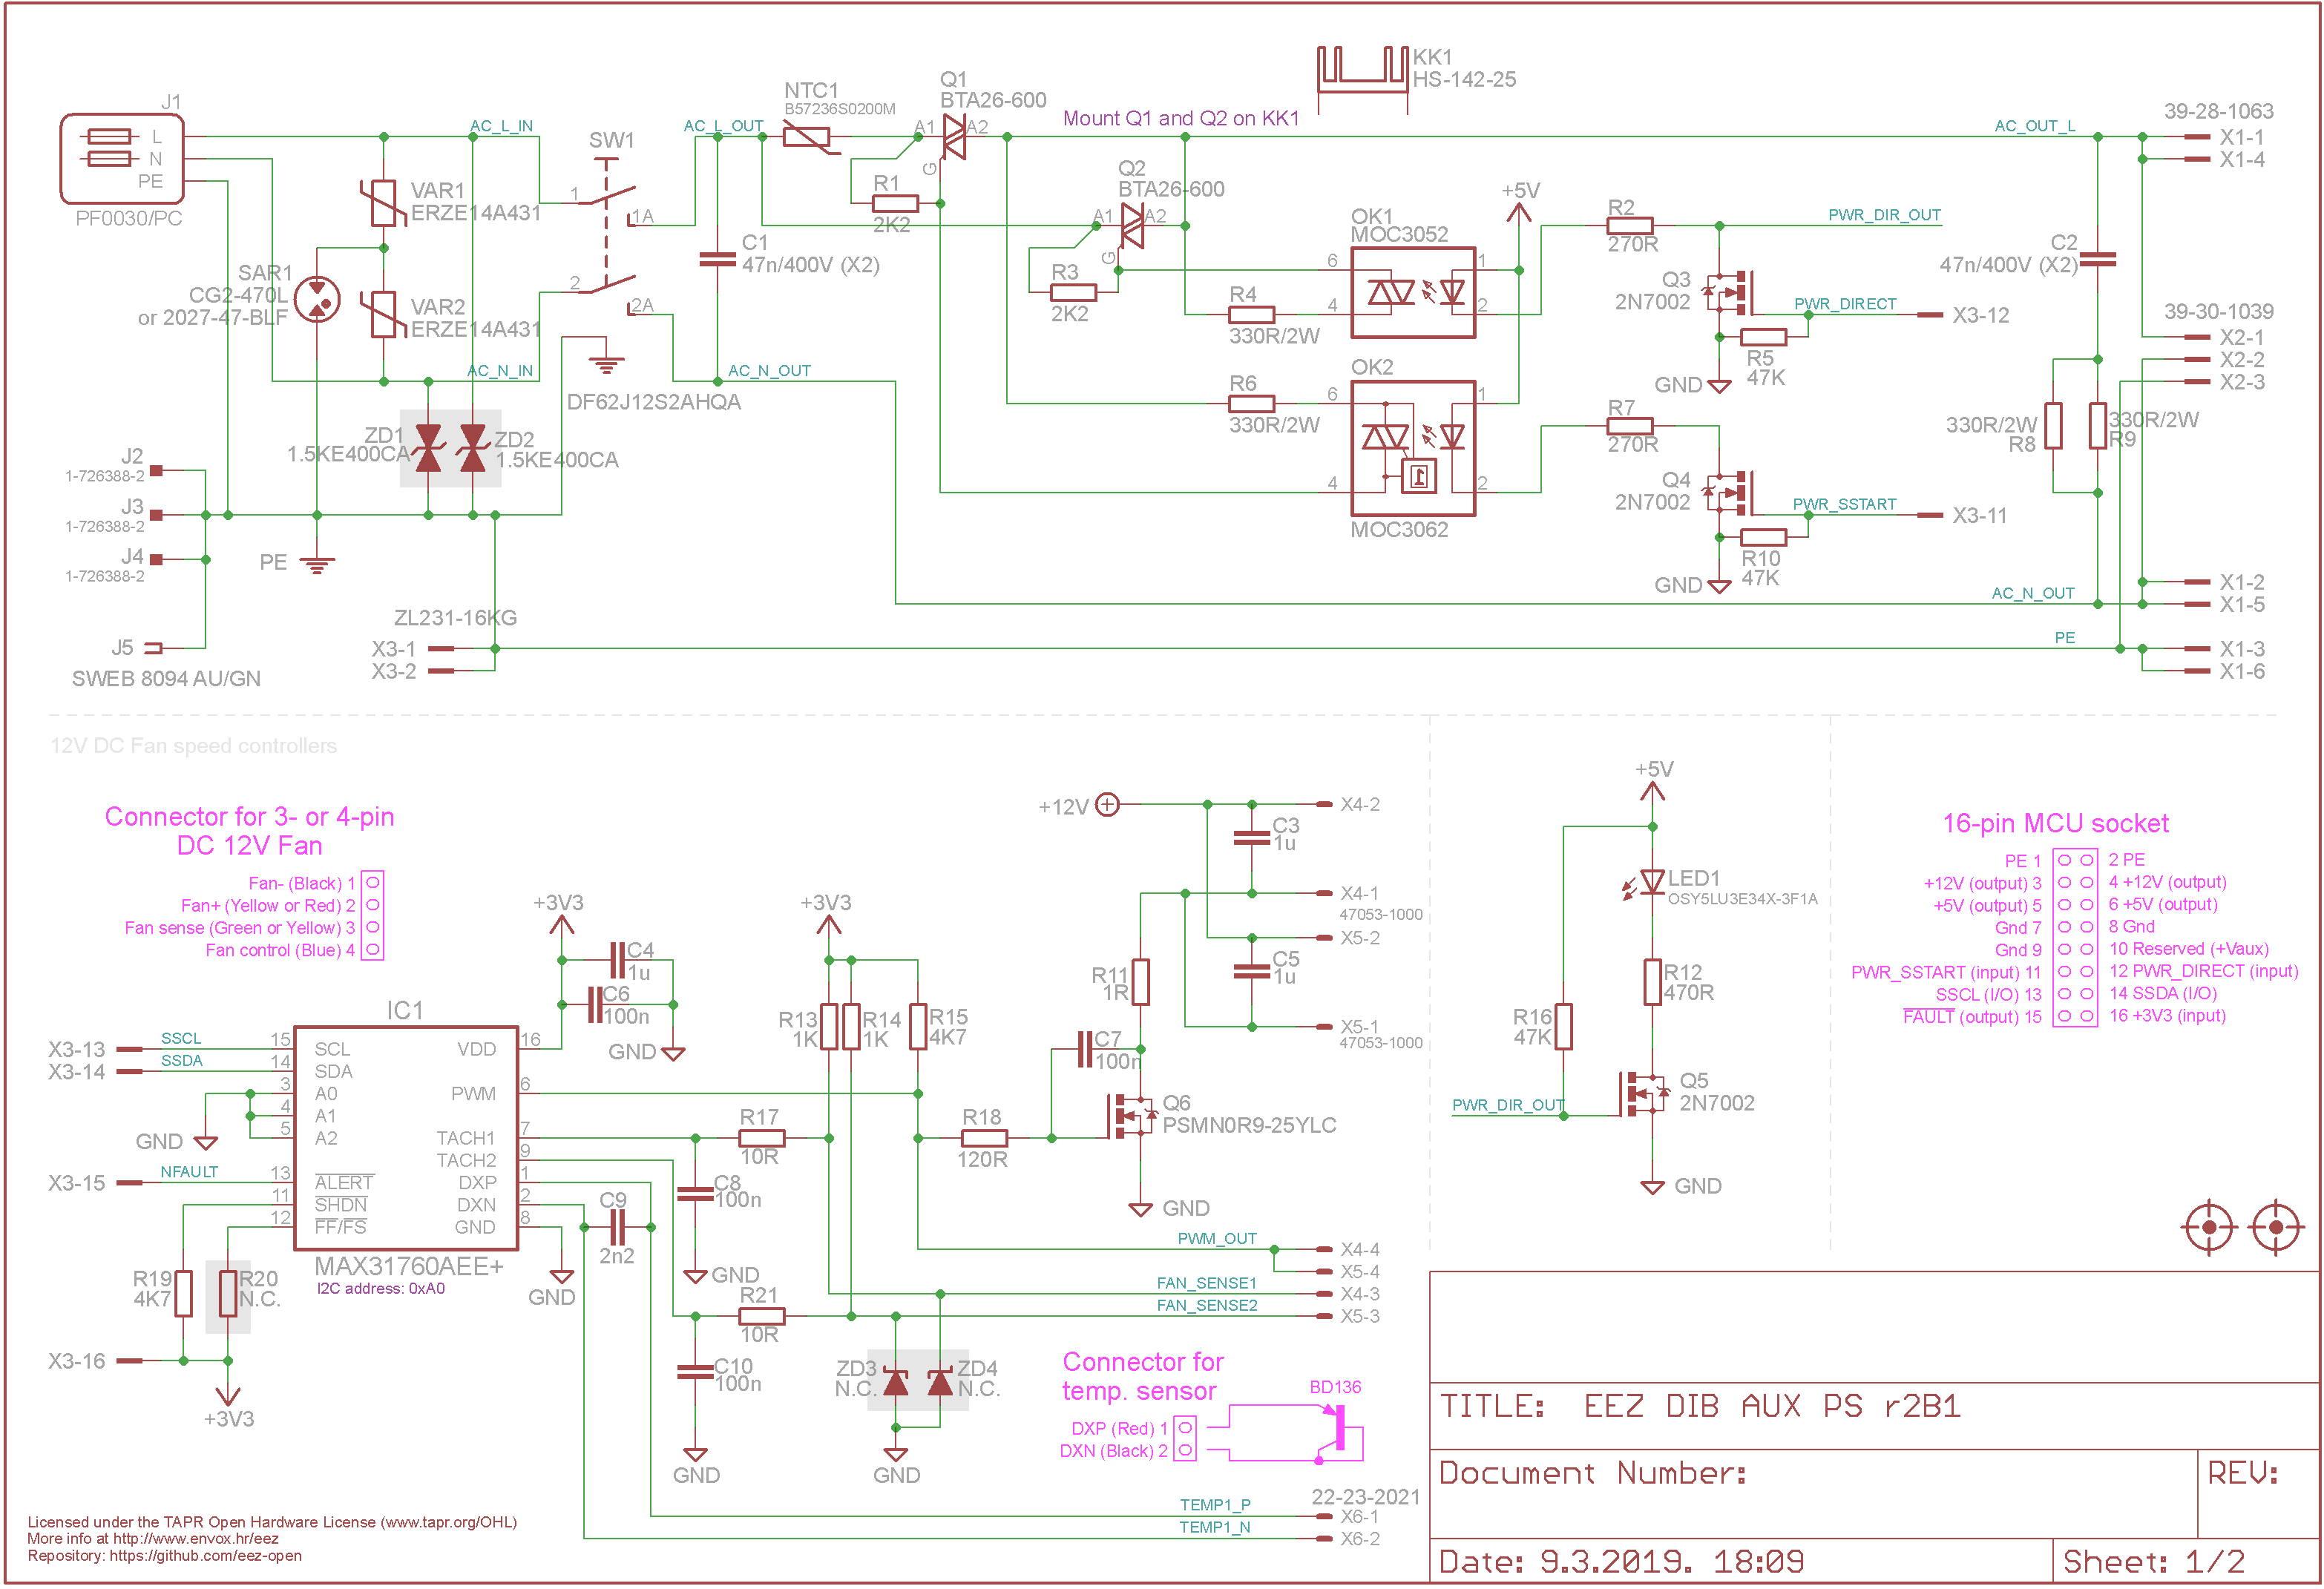 J1
L
N
PE
PF0030/PC
AC_L_IN
VAR1
ERZE14A431
SAR1
CG2-470L
or 2027-47-BLF
VAR2
ERZE14A431
AC_N_IN
ZD1
1.5KE400CA
ZD2
1.5KE400CA
J2
1-726388-2
J3
1-726388-2
J4
1-726388-2
PE
J5
SWEB 8094 AU/GN
ZL231-16KG
X3-1
X3-2
SW1
1
1A
2
2A
DF62J12S2AHQA
AC_L_OUT
C1
47n/400V (X2)
AC_N_OUT
NTC1
B57236S0200M
Q1
BTA26-600
A1
A2
G
R1
2K2
Mount Q1 and Q2 on KK1
KK1
HS-142-25
Q2
BTA26-600
A1
A2
G
R3
2K2
R4
330R/2W
R6
330R/2W
OK1
MOC3052
6
4
1
2
OK2
6
4
1
2
MOC3062
+5V
R2
270R
PWR_DIR_OUT
Q3
2N7002
PWR_DIRECT
X3-12
R5
47K
GND
R7
270R
Q4
2N7002
PWR_SSTART
X3-11
R10
47K
GND
AC_OUT_L
39-28-1063
X1-1
X1-4
C2
47n/400V (X2)
39-30-1039
X2-1
X2-2
X2-3
330R/2W
R8
330R/2W
R9
X1-2
X1-5
AC_N_OUT
PE
X1-3
X1-6
12V DC Fan speed controllers
Connector for 3- or 4-pin
DC 12V Fan
Fan- (Black) 1
Fan+ (Yellow or Red) 2
Fan sense (Green or Yellow) 3
Fan control (Blue) 4
+3V3
C4
1u
C6
100n
GND
IC1
X3-13
SSCL
15
SCL
X3-14
SSDA
14
SDA
3
A0
4
A1
5
A2
GND
X3-15
NFAULT
13
ALERT
11
SHDN
12
FF/FS
VDD
16
PWM
6
TACH1
7
TACH2
9
DXP
1
DXN
2
GND
8
MAX31760AEE+
I2C address: 0xA0
R19
4K7
R20
N.C.
X3-16
+3V3
GND
C9
2n2
+3V3
R13
1K
R14
1K
R15
4K7
R17
10R
C8
100n
GND
R21
10R
C10
100n
GND
ZD3
N.C.
ZD4
N.C.
GND
R18
120R
C7
100n
R11
1R
Q6
PSMN0R9-25YLC
GND
+12V
C3
1u
C5
1u
X4-2
X4-1
47053-1000
X5-2
X5-1
47053-1000
PWM_OUT
X4-4
X5-4
FAN_SENSE1
X4-3
FAN_SENSE2
X5-3
Connector for
temp. sensor
BD136
DXP (Red) 1
DXN (Black) 2
22-23-2021
TEMP1_P
X6-1
TEMP1_N
X6-2
+5V
LED1
OSY5LU3E34X-3F1A
R12
470R
R16
47K
PWR_DIR_OUT
Q5
2N7002
GND
16-pin MCU socket
PE 1
2 PE
+12V (output) 3
4 +12V (output)
+5V (output) 5
6 +5V (output)
Gnd 7
8 Gnd
Gnd 9
10 Reserved (+Vaux)
PWR_SSTART (input) 11
12 PWR_DIRECT (input)
SSCL (I/O) 13
14 SSDA (I/O)
FAULT (output) 15
16 +3V3 (input)
TITLE: EEZ DIB AUX PS r2B1
Document Number:
REV:
Date: 9.3.2019. 18:09
Sheet: 1/2
Licensed under the TAPR Open Hardware License (www.tapr.org/OHL)
More info at http://www.envox.hr/eez
Repository: https://github.com/eez-open